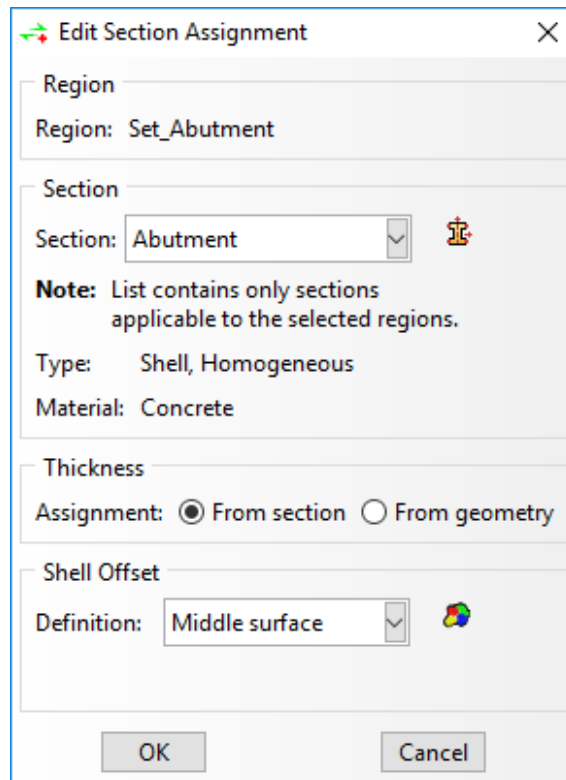 Edit Section Assignment
Region
Region: Set_Abutment
Section
Section: Abutment
Note: List contains only sections
applicable to the selected regions.
Type: Shell, Homogeneous
Material: Concrete
Thickness
Assignment: From section From geometry
Shell Offset
Definition: Middle surface
OK Cancel